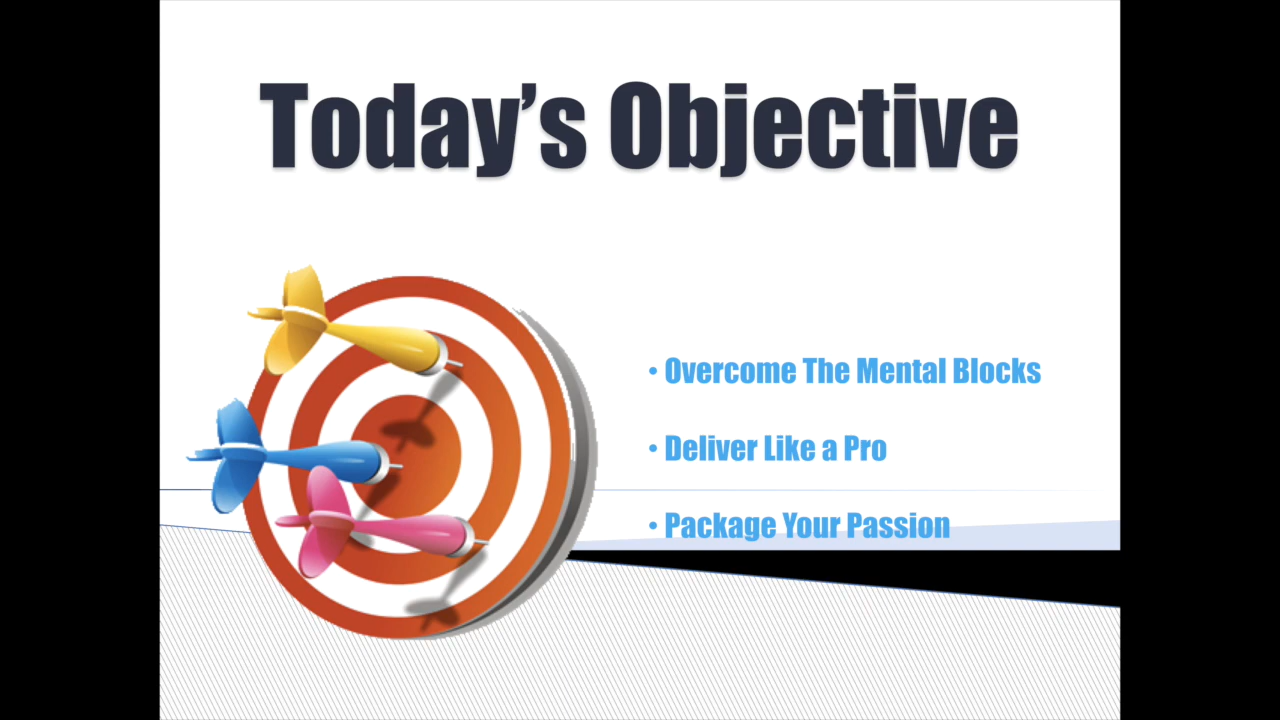 Today’s Objective
• Overcome The Mental Blocks
• Deliver Like a Pro
• Package Your Passion